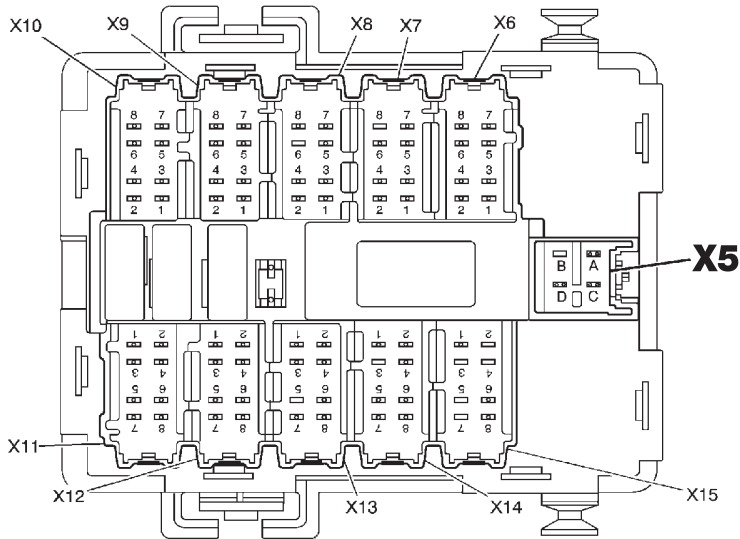 X10 X9 X8 X7 X6
8 7 8 7 8 7 8 7 8 7
6 5 6 5 6 5 6 5 6 5
4 3 4 3 4 3 4 3 4 3
2 1 2 1 2 1 2 1 2 1
B A X5
D C
1 2 1 2 1 2 1 2 1 2
3 4 3 4 3 4 3 4 3 4
5 6 5 6 5 6 5 6 5 6
7 8 7 8 7 8 7 8 7 8
X11 X12 X13 X14 X15